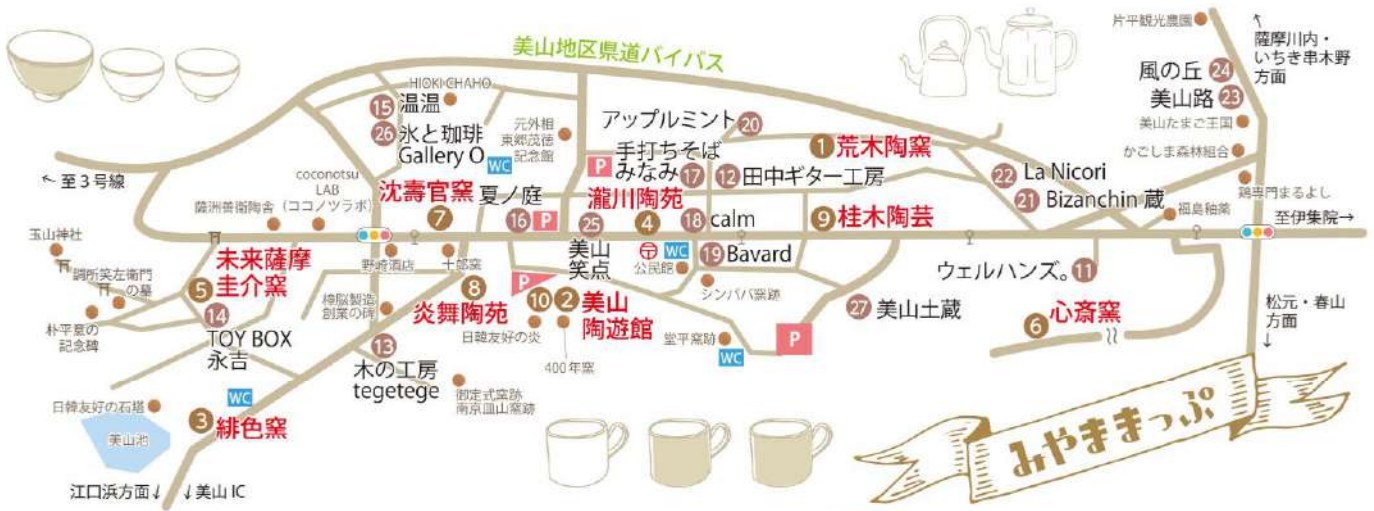 美山地区県道バイパス
片平観光農園
薩摩川内・
いちき串木野
方面
風の丘 24
美山路 23
美山たまご王国
かごしま森林組合
鶏専門まるよし
HIOKI CHAHO
15 温温
26 氷と珈琲
Gallery O
WC
元外相
東郷茂徳
記念館
アップルミント 20
P
手打ちそば
みなみ 17
1 荒木陶窯
12 田中ギター工房
22 La Nicori
21 Bizanchin 蔵
福島釉薬
至伊集院→
← 至3号線
coconotsu
LAB
(ココノツラボ)
薩洲善衛陶舎
沈壽官窯
7
夏ノ庭
16
P
瀧川陶苑
25
4
18 calm
9 桂木陶芸
玉山神社
調所笑左衛門
の墓
朴平意の
記念碑
未来薩摩
圭介窯
5
14
TOY BOX
永吉
野崎酒店
十郎窯
樟脳製造
創業の碑
8
炎舞陶苑
P
10
2 美山
陶遊館
日韓友好の炎
400年窯
美山
笑点
〒
WC
公民館
19 Bavard
シンババ窯跡
堂平窯跡
WC
P
27 美山土蔵
ウェルハンズ。11
6 心斎窯
松元・春山
方面
↓
13
木の工房
tegetege
御定式窯跡
南京皿山窯跡
WC
日韓友好の石塔
美山池
3 緋色窯
江口浜方面↓
↓美山 IC
みやままっぷ